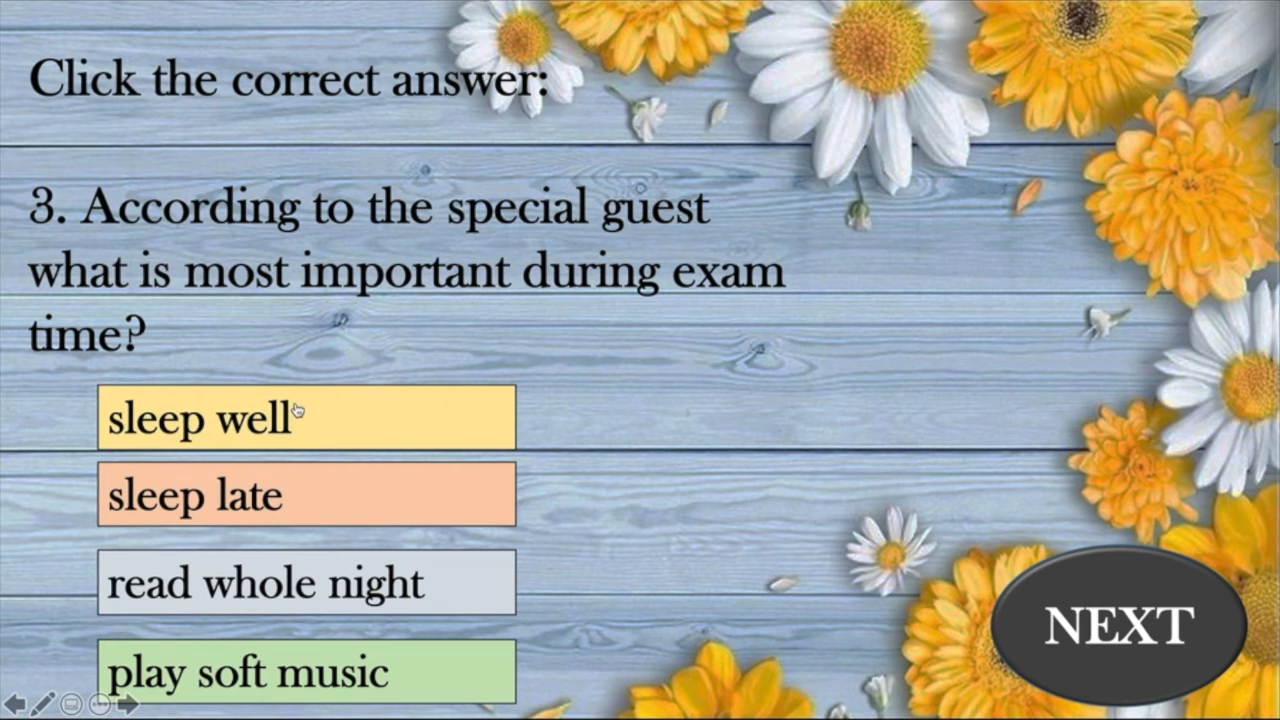 Click the correct answer:
3. According to the special guest
what is most important during exam
time?
sleep well
sleep late
read whole night
play soft music
NEXT